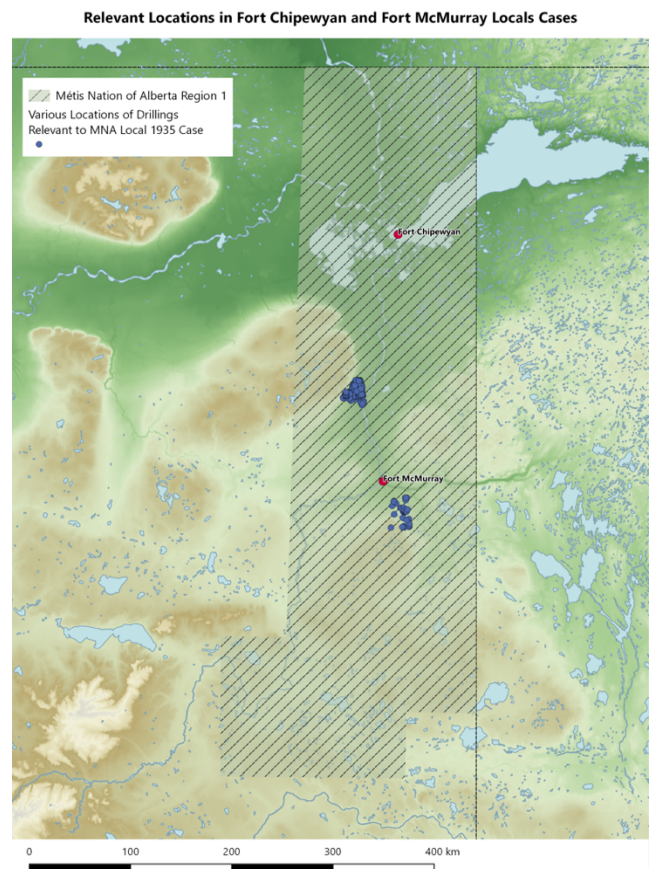 Relevant Locations in Fort Chipewyan and Fort McMurray Locals Cases
Métis Nation of Alberta Region 1
Various Locations of Drillings
Relevant to MNA Local 1935 Case
Fort Chipewyan
Fort McMurray
0 100 200 300 400 km